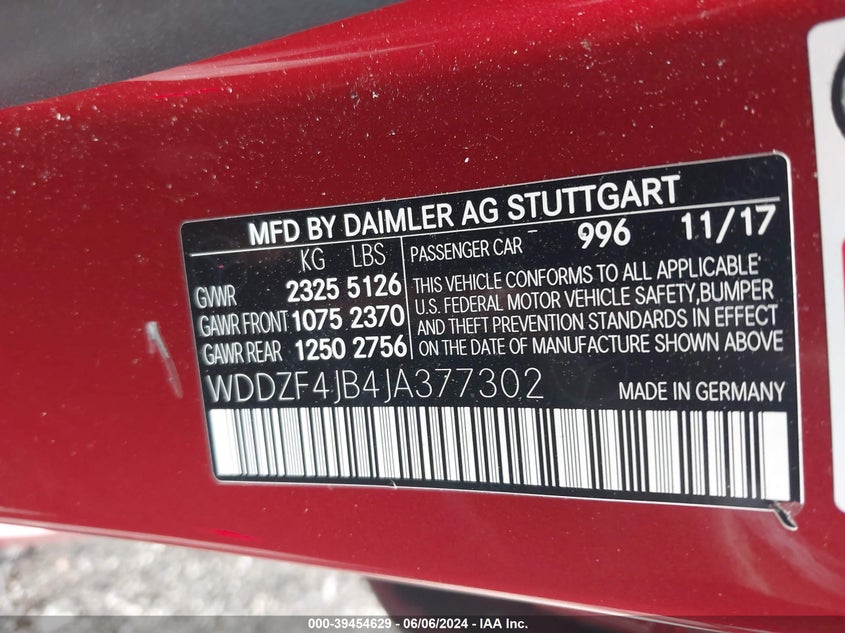 MFD BY DAIMLER AG STUTTGART
KG LBS
GVWR 2325 5126
GAWR FRONT 1075 2370
GAWR REAR 1250 2756
PASSENGER CAR 996 11/17
THIS VEHICLE CONFORMS TO ALL APPLICABLE
U.S. FEDERAL MOTOR VEHICLE SAFETY, BUMPER
AND THEFT PREVENTION STANDARDS IN EFFECT
ON THE DATE OF MANUFACTURE SHOWN ABOVE
WDDZF4JB4JA377302 MADE IN GERMANY
000-39454629 / 06/06/2024 - IAA Inc.